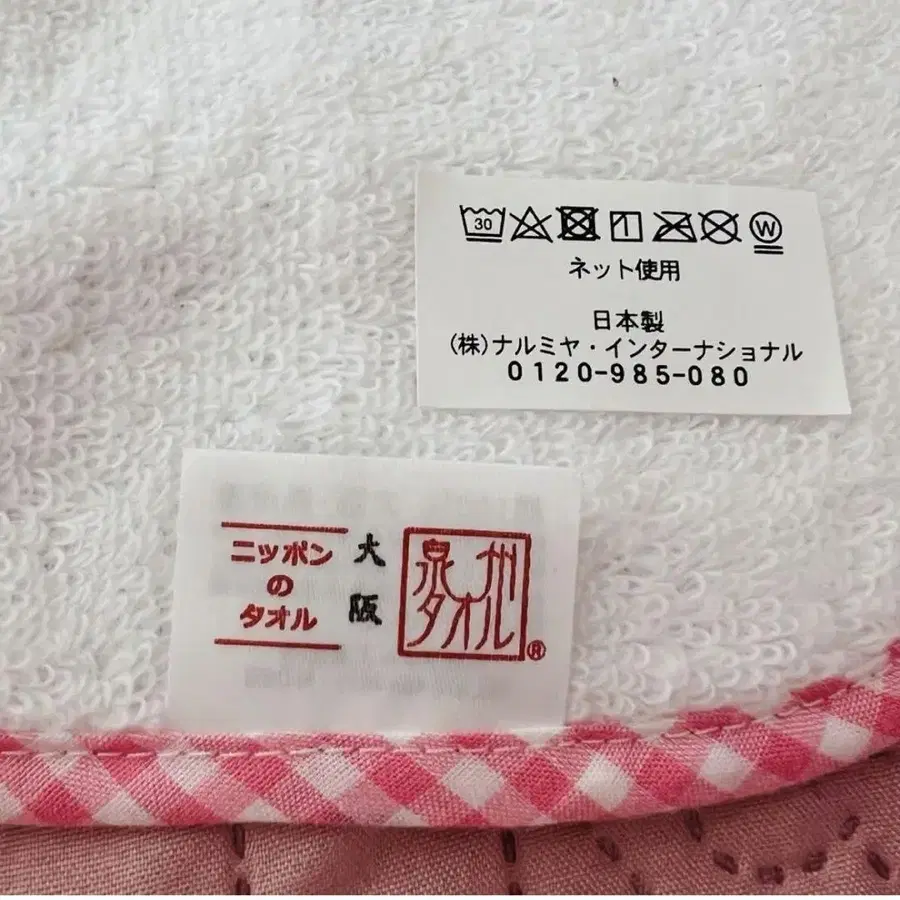 30
W
ネット使用
日本製
(株)ナルミヤ・インターナショナル
0120-985-080
ニッポン
の
タオル
大阪
泉州
タオル
®